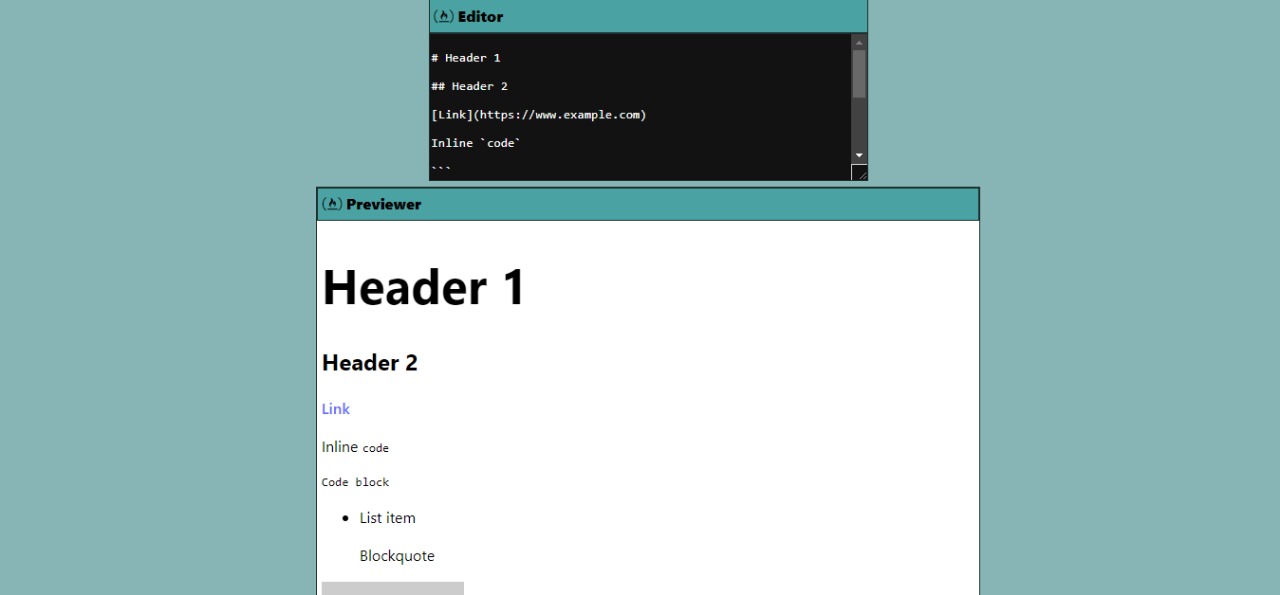 Editor
# Header 1
## Header 2
[Link](https://www.example.com)
Inline `code`
```
Previewer
Header 1
Header 2
Link
Inline code
Code block
• List item
Blockquote